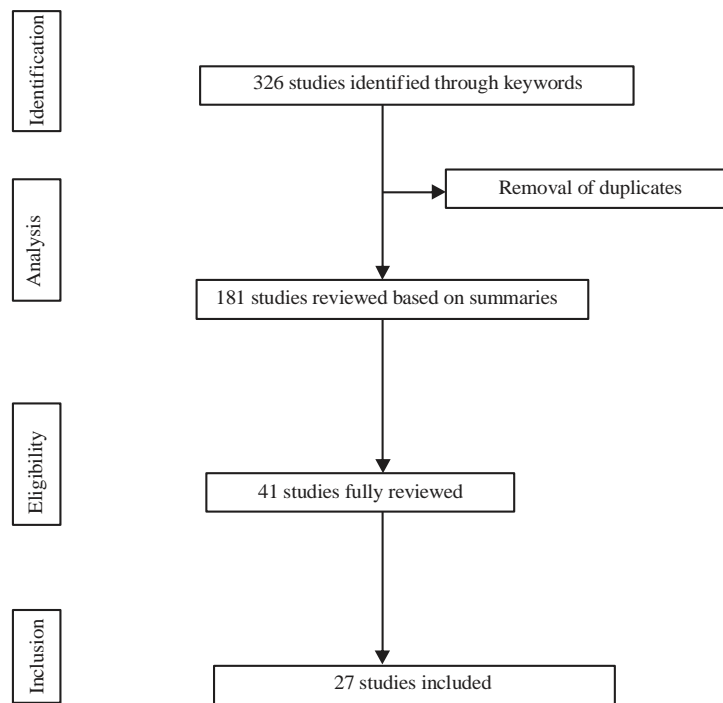 Identification
326 studies identified through keywords
Removal of duplicates
Analysis
181 studies reviewed based on summaries
Eligibility
41 studies fully reviewed
Inclusion
27 studies included